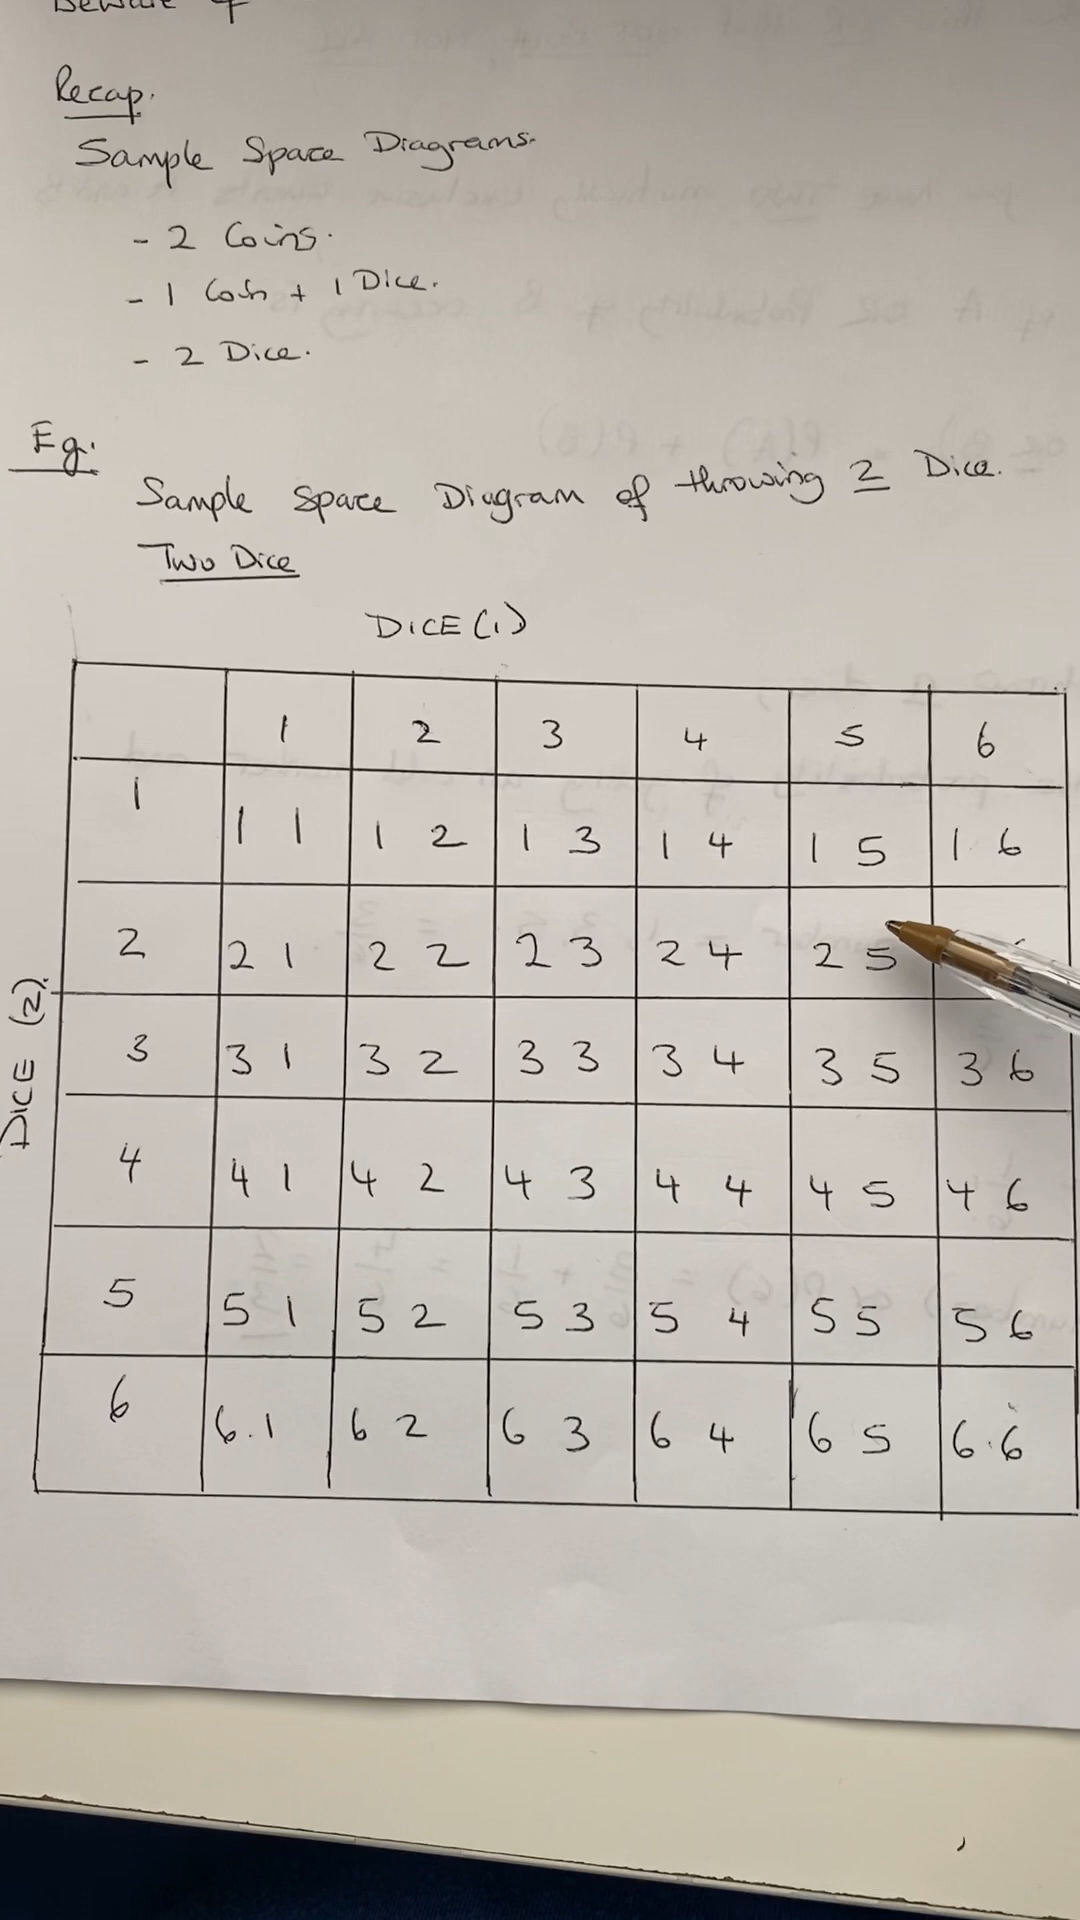 Beware of
Recap.
Sample Space Diagrams.
- 2 Coins.
- 1 Coin + 1 Dice.
- 2 Dice.
Eg:
Sample Space Diagram of throwing 2 Dice.
Two Dice
DICE (1)
1 2 3 4 5 6
1 1 1 1 2 1 3 1 4 1 5 1 6
2 2 1 2 2 2 3 2 4 2 5
DICE (2)
3 3 1 3 2 3 3 3 4 3 5 3 6
4 4 1 4 2 4 3 4 4 4 5 4 6
5 5 1 5 2 5 3 5 4 5 5 5 6
6 6.1 6 2 6 3 6 4 6 5 6.6